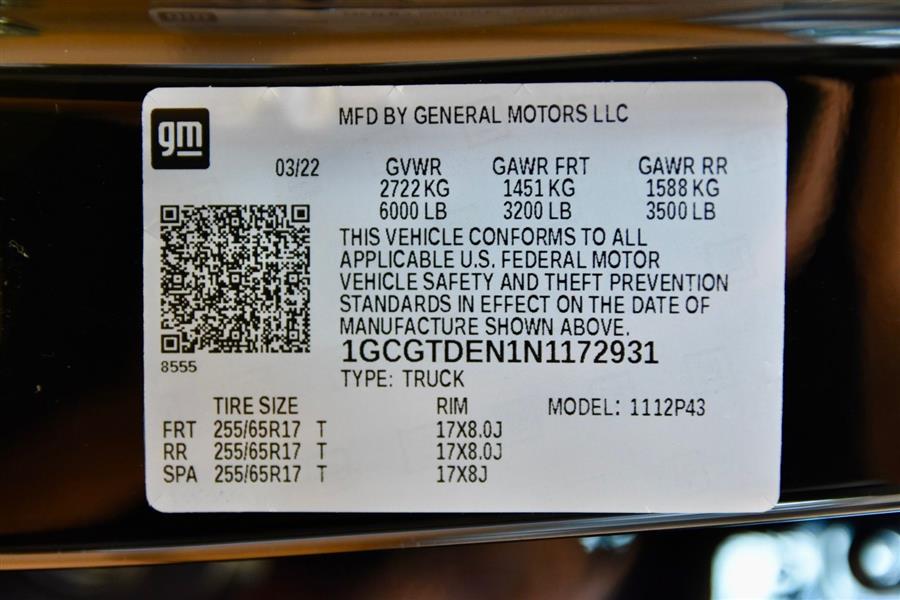 gm
MFD BY GENERAL MOTORS LLC
03/22 GVWR GAWR FRT GAWR RR
2722 KG 1451 KG 1588 KG
6000 LB 3200 LB 3500 LB
THIS VEHICLE CONFORMS TO ALL
APPLICABLE U.S. FEDERAL MOTOR
VEHICLE SAFETY AND THEFT PREVENTION
STANDARDS IN EFFECT ON THE DATE OF
MANUFACTURE SHOWN ABOVE.
1GCGTDEN1N1172931
8555
TYPE: TRUCK
TIRE SIZE RIM MODEL: 1112P43
FRT 255/65R17 T 17X8.0J
RR 255/65R17 T 17X8.0J
SPA 255/65R17 T 17X8J